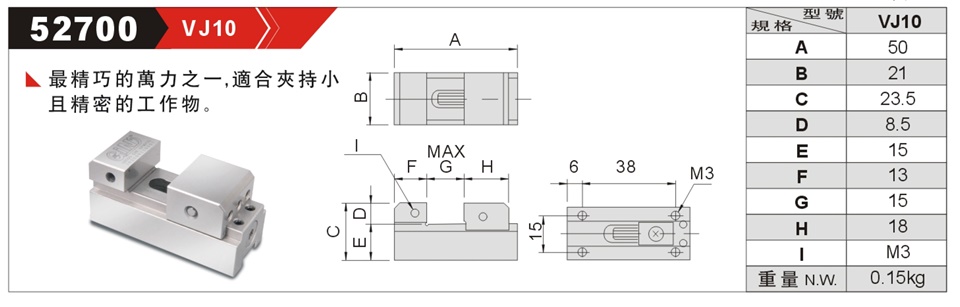 52700 VJ10
最精巧的萬力之一,適合夾持小
且精密的工作物。
A
B
I
MAX
F G H
C
D
E
6 38
M3
15
型號
規格
VJ10
A 50
B 21
C 23.5
D 8.5
E 15
F 13
G 15
H 18
I M3
重量 N.W. 0.15kg